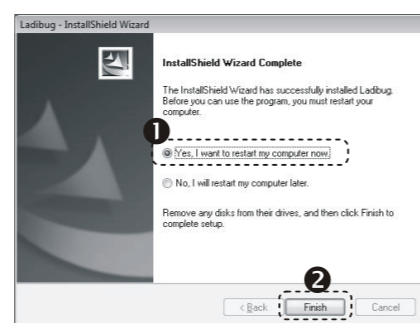 Ladibug - InstallShield Wizard
InstallShield Wizard Complete
The InstallShield Wizard has successfully installed Ladibug.
Before you can use the program, you must restart your
computer.
1
Yes, I want to restart my computer now.
No, I will restart my computer later.
Remove any disks from their drives, and then click Finish to
complete setup.
2
< Back
Finish
Cancel